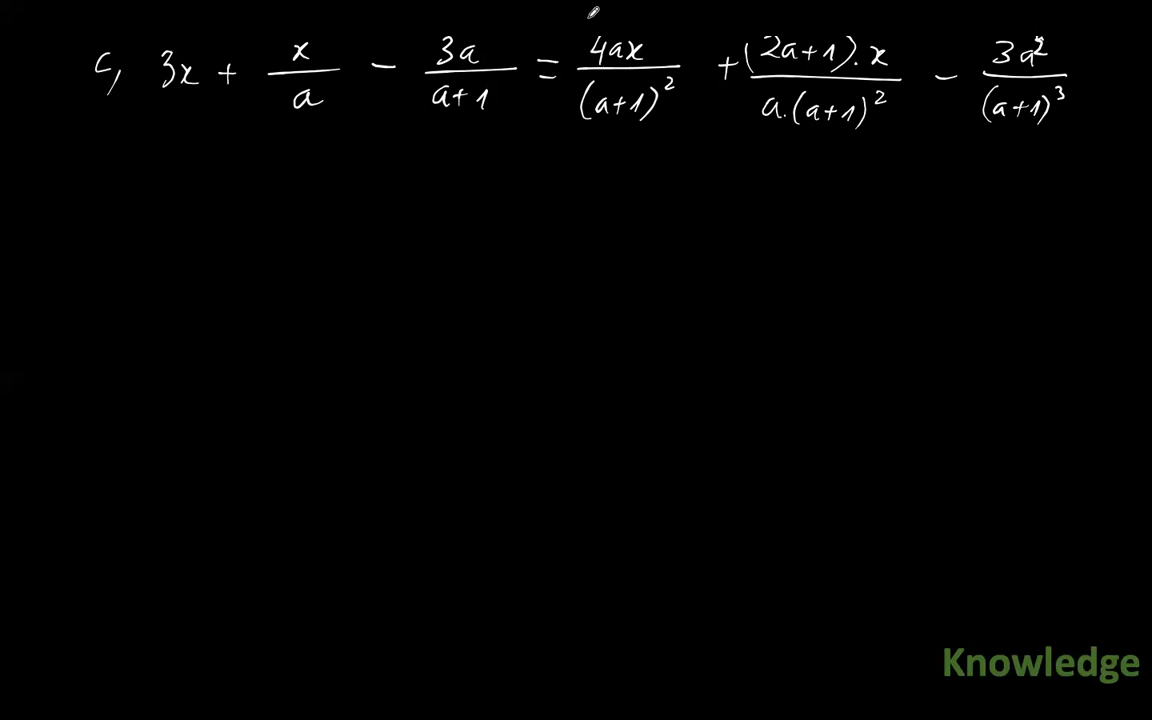 c, 3x + x/a - 3a/(a+1) = 4ax/(a+1)² + (2a+1).x/a.(a+1)² - 3a²/(a+1)³
Knowledge